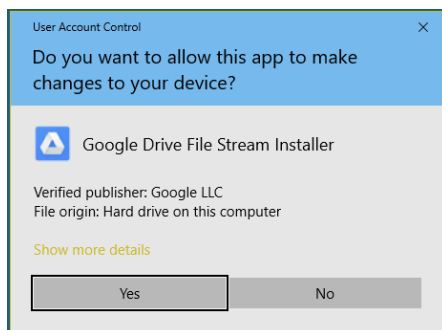 User Account Control
Do you want to allow this app to make
changes to your device?
Google Drive File Stream Installer
Verified publisher: Google LLC
File origin: Hard drive on this computer
Show more details
Yes
No